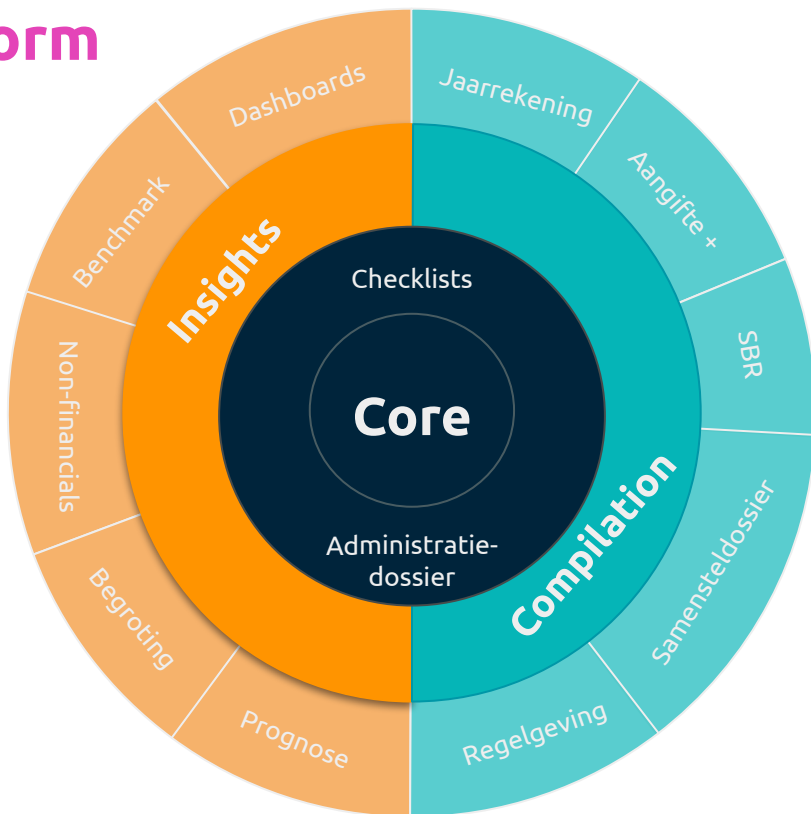 orm
Dashboards
Jaarrekening
Aangifte +
SBR
Samensteldossier
Regelgeving
Prognose
Begroting
Non-financials
Benchmark
Insights
Compilation
Checklists
Core
Administratie-
dossier